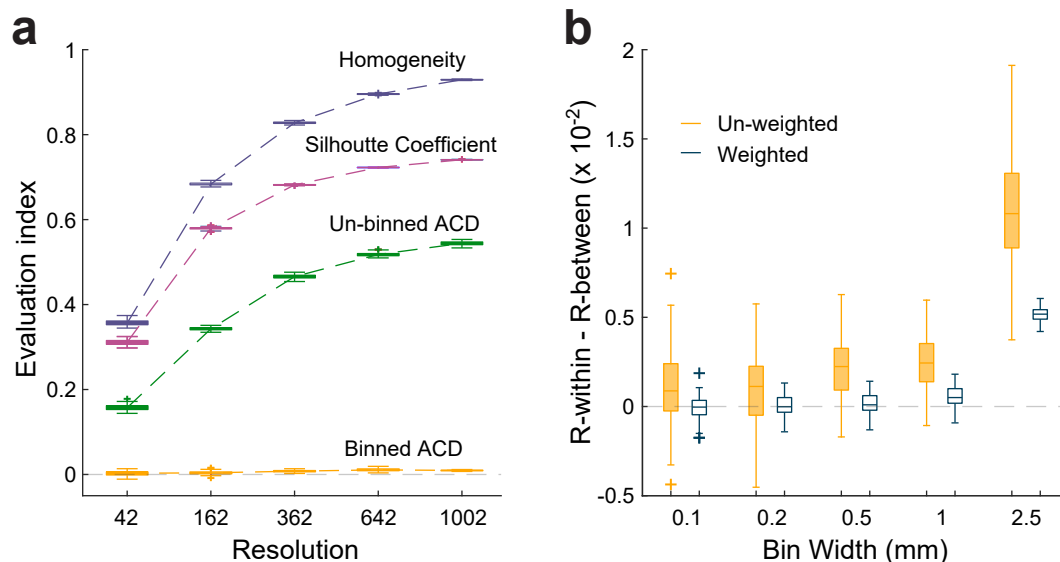 a
1
0.8
0.6
0.4
0.2
0
Evaluation index
Homogeneity
Silhoutte Coefficient
Un-binned ACD
Binned ACD
42 162 362 642 1002
Resolution
b
2
1.5
1
0.5
0
-0.5
R-within - R-between (x 10⁻²)
Un-weighted
Weighted
0.1 0.2 0.5 1 2.5
Bin Width (mm)